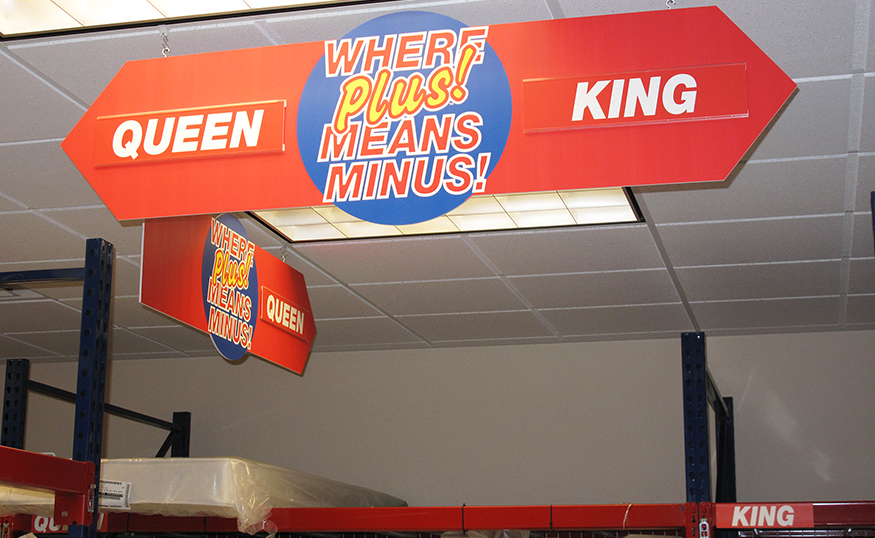 QUEEN
WHERE
Plus!
MEANS
MINUS!
KING
WHERE
Plus!
MEANS
MINUS!
QUEEN
KING